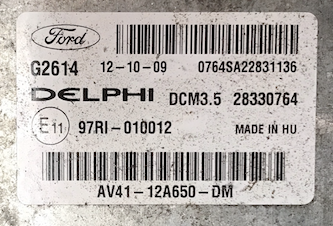 Ford
G2614 12-10-09 0764SA22831136
DELPHI DCM3.5 28330764
E11 97RI-010012 MADE IN HU
AV41-12A650-DM